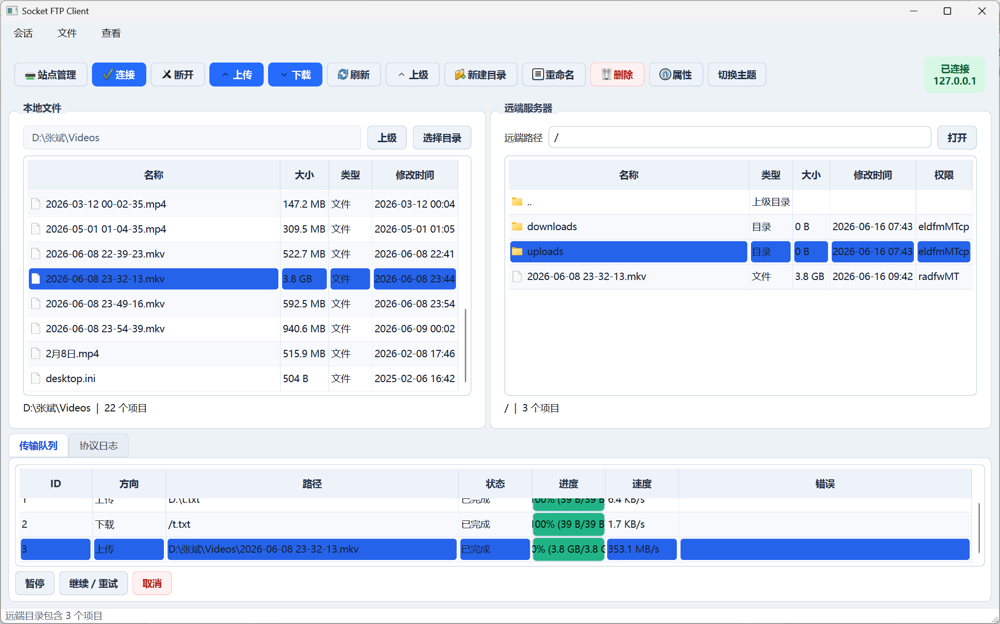 Socket FTP Client
会话 文件 查看
站点管理 连接 断开 上传 下载 刷新 上级 新建目录 重命名 删除 属性 切换主题
已连接
127.0.0.1
本地文件
D:\张斌\Videos 上级 选择目录
名称 大小 类型 修改时间
2026-03-12 00-02-35.mp4 147.2 MB 文件 2026-03-12 00:04
2026-05-01 01-04-35.mp4 309.5 MB 文件 2026-05-01 01:05
2026-06-08 22-39-23.mkv 522.7 MB 文件 2026-06-08 22:41
2026-06-08 23-32-13.mkv 3.8 GB 文件 2026-06-08 23:44
2026-06-08 23-49-16.mkv 592.5 MB 文件 2026-06-08 23:54
2026-06-08 23-54-39.mkv 940.6 MB 文件 2026-06-09 00:02
2月8日.mp4 515.9 MB 文件 2026-02-08 17:46
desktop.ini 504 B 文件 2025-02-06 16:42
D:\张斌\Videos | 22 个项目
远端服务器
远端路径 / 打开
名称 类型 大小 修改时间 权限
.. 上级目录
downloads 目录 0 B 2026-06-16 07:43 eldfmMTcp
uploads 目录 0 B 2026-06-16 07:43 eldfmMTcp
2026-06-08 23-32-13.mkv 文件 3.8 GB 2026-06-16 09:42 radfwMT
/ | 3 个项目
传输队列 协议日志
ID 方向 路径 状态 进度 速度 错误
1 上传 D:\t.txt 已完成 100% (39 B/39 B 6.4 KB/s
2 下载 /t.txt 已完成 100% (39 B/39 B 1.7 KB/s
3 上传 D:\张斌\Videos\2026-06-08 23-32-13.mkv 已完成 0% (3.8 GB/3.8 G 353.1 MB/s
暂停 继续 / 重试 取消
远端目录包含 3 个项目